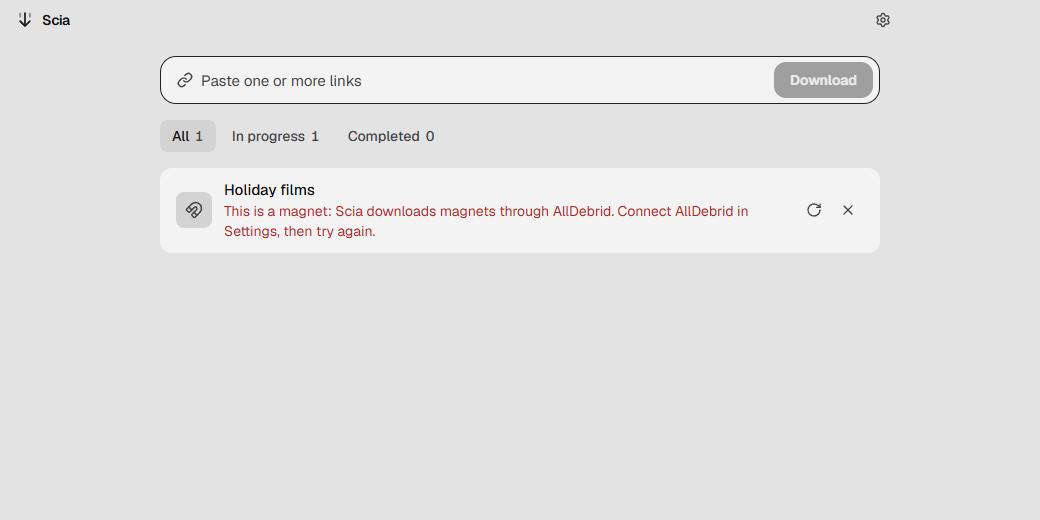 Scia
Paste one or more links
Download
All 1
In progress 1
Completed 0
Holiday films
This is a magnet: Scia downloads magnets through AllDebrid. Connect AllDebrid in
Settings, then try again.